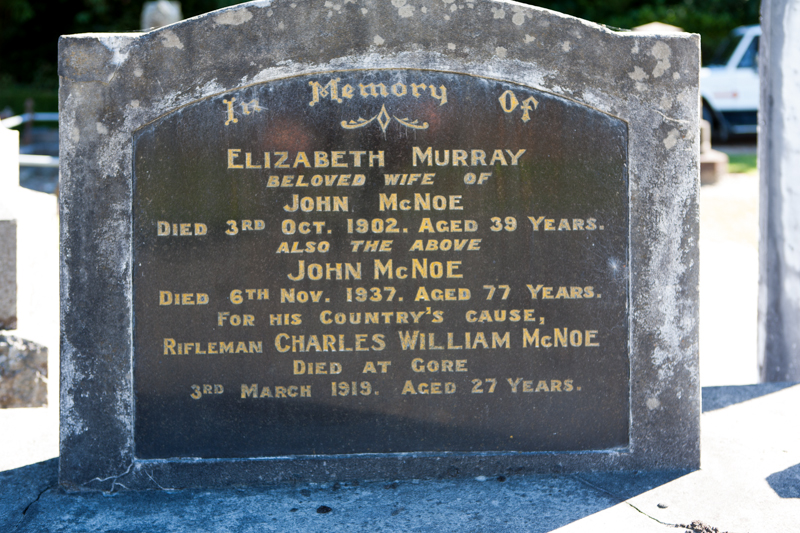 In Memory Of
ELIZABETH MURRAY
BELOVED WIFE OF
JOHN McNOE
DIED 3RD OCT. 1902. AGED 39 YEARS.
ALSO THE ABOVE
JOHN McNOE
DIED 6TH NOV. 1937. AGED 77 YEARS.
FOR HIS COUNTRY'S CAUSE,
RIFLEMAN CHARLES WILLIAM McNOE
DIED AT GORE
3RD MARCH 1919. AGED 27 YEARS.